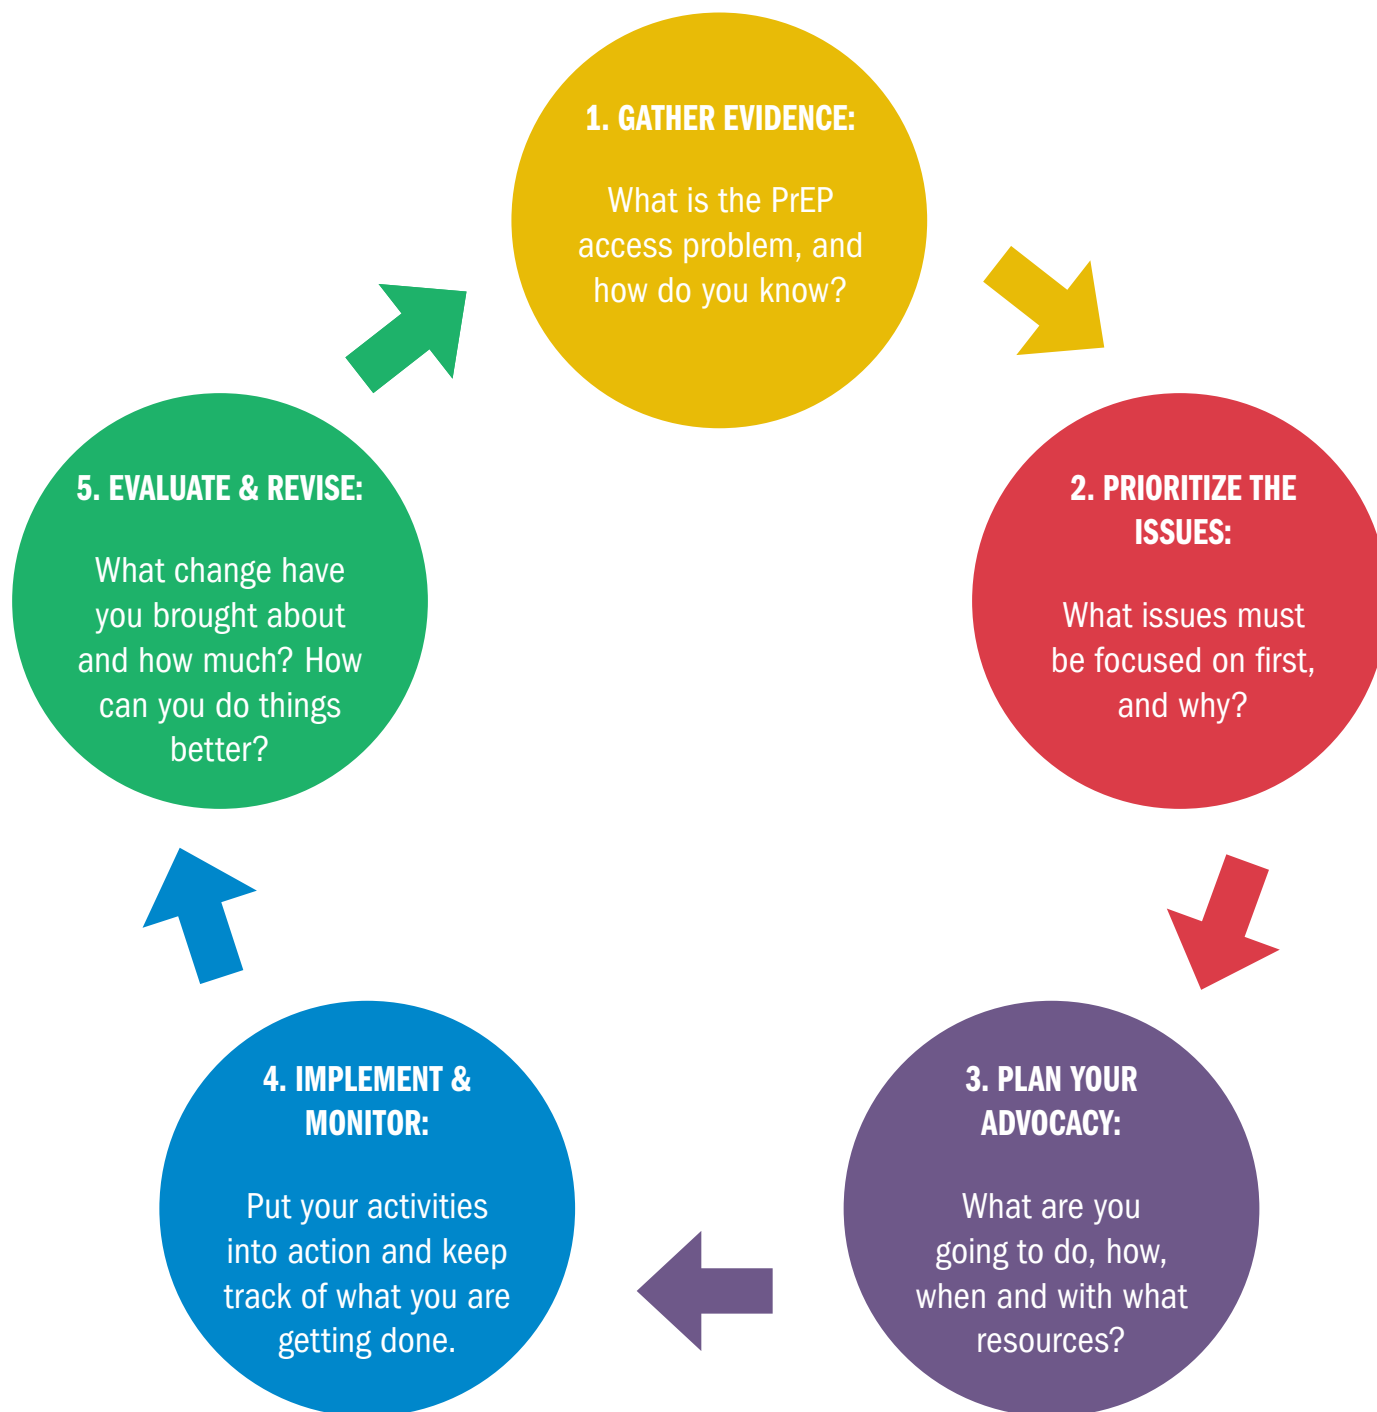 1. GATHER EVIDENCE:
What is the PrEP
access problem, and
how do you know?
2. PRIORITIZE THE
ISSUES:
What issues must
be focused on first,
and why?
3. PLAN YOUR
ADVOCACY:
What are you
going to do, how,
when and with what
resources?
4. IMPLEMENT &
MONITOR:
Put your activities
into action and keep
track of what you are
getting done.
5. EVALUATE & REVISE:
What change have
you brought about
and how much? How
can you do things
better?